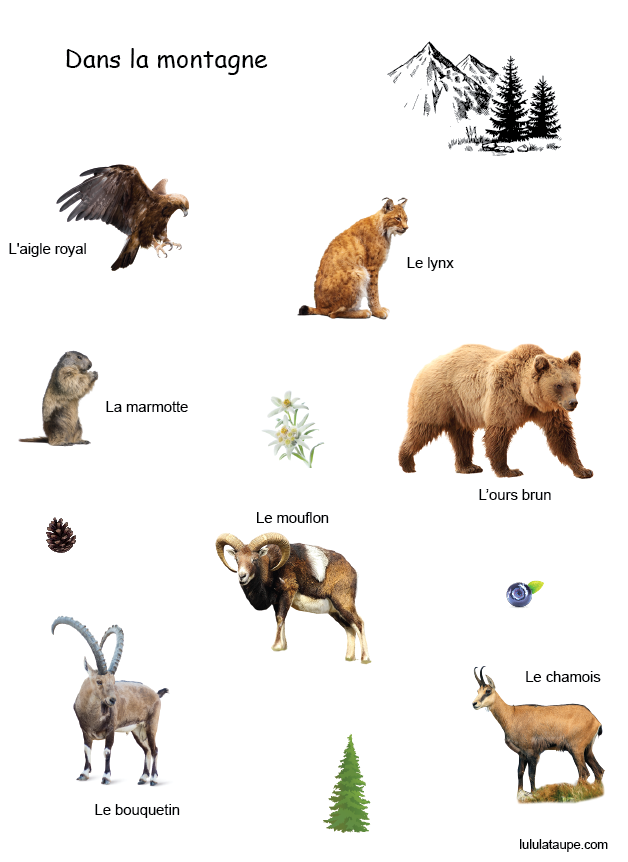 Dans la montagne
L'aigle royal
Le lynx
La marmotte
L’ours brun
Le mouflon
Le chamois
Le bouquetin
lululataupe.com